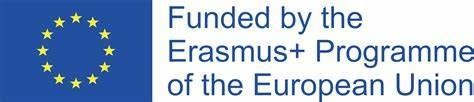 Funded by the
Erasmus+ Programme
of the European Union